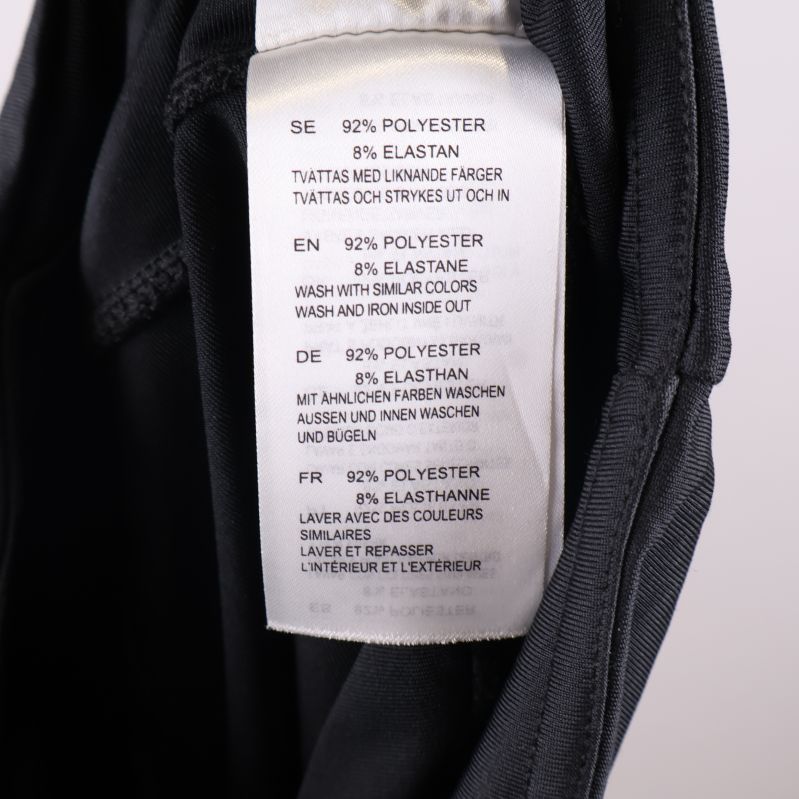 SE 92% POLYESTER
8% ELASTAN
TVÄTTAS MED LIKNANDE FÄRGER
TVÄTTAS OCH STRYKES UT OCH IN
EN 92% POLYESTER
8% ELASTANE
WASH WITH SIMILAR COLORS
WASH AND IRON INSIDE OUT
DE 92% POLYESTER
8% ELASTHAN
MIT ÄHNLICHEN FARBEN WASCHEN
AUSSEN UND INNEN WASCHEN
UND BÜGELN
FR 92% POLYESTER
8% ELASTHANNE
LAVER AVEC DES COULEURS
SIMILAIRES
LAVER ET REPASSER
L'INTÉRIEUR ET L'EXTÉRIEUR